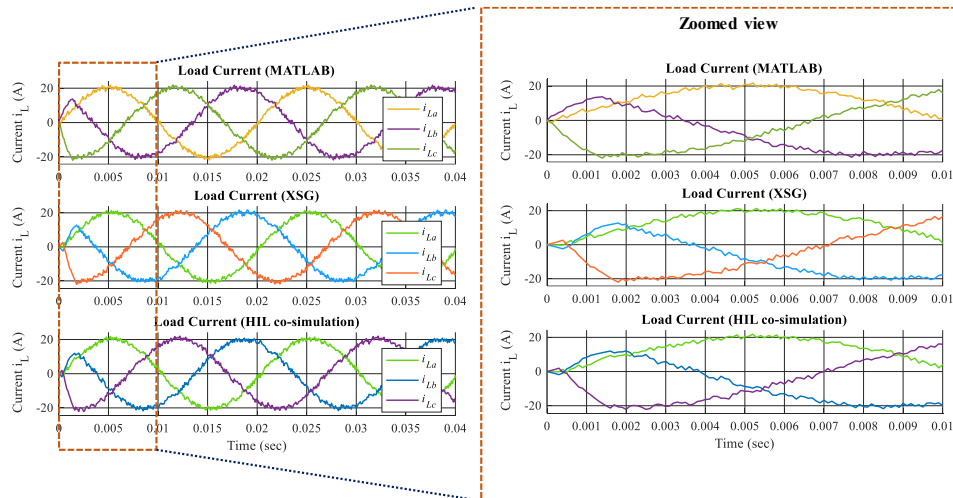 Zoomed view
Load Current (MATLAB)
Current i_L (A)
20
0
-20
i_La
i_Lb
i_Lc
0 0.005 0.01 0.015 0.02 0.025 0.03 0.035 0.04
Load Current (XSG)
Current i_L (A)
20
0
-20
i_La
i_Lb
i_Lc
0 0.005 0.01 0.015 0.02 0.025 0.03 0.035 0.04
Load Current (HIL co-simulation)
Current i_L (A)
20
0
-20
i_La
i_Lb
i_Lc
0 0.005 0.01 0.015 0.02 0.025 0.03 0.035 0.04
Time (sec)
Load Current (MATLAB)
Current i_L (A)
20
0
-20
0 0.001 0.002 0.003 0.004 0.005 0.006 0.007 0.008 0.009 0.01
Load Current (XSG)
Current i_L (A)
20
0
-20
0 0.001 0.002 0.003 0.004 0.005 0.006 0.007 0.008 0.009 0.01
Load Current (HIL co-simulation)
Current i_L (A)
20
0
-20
0 0.001 0.002 0.003 0.004 0.005 0.006 0.007 0.008 0.009 0.01
Time (sec)